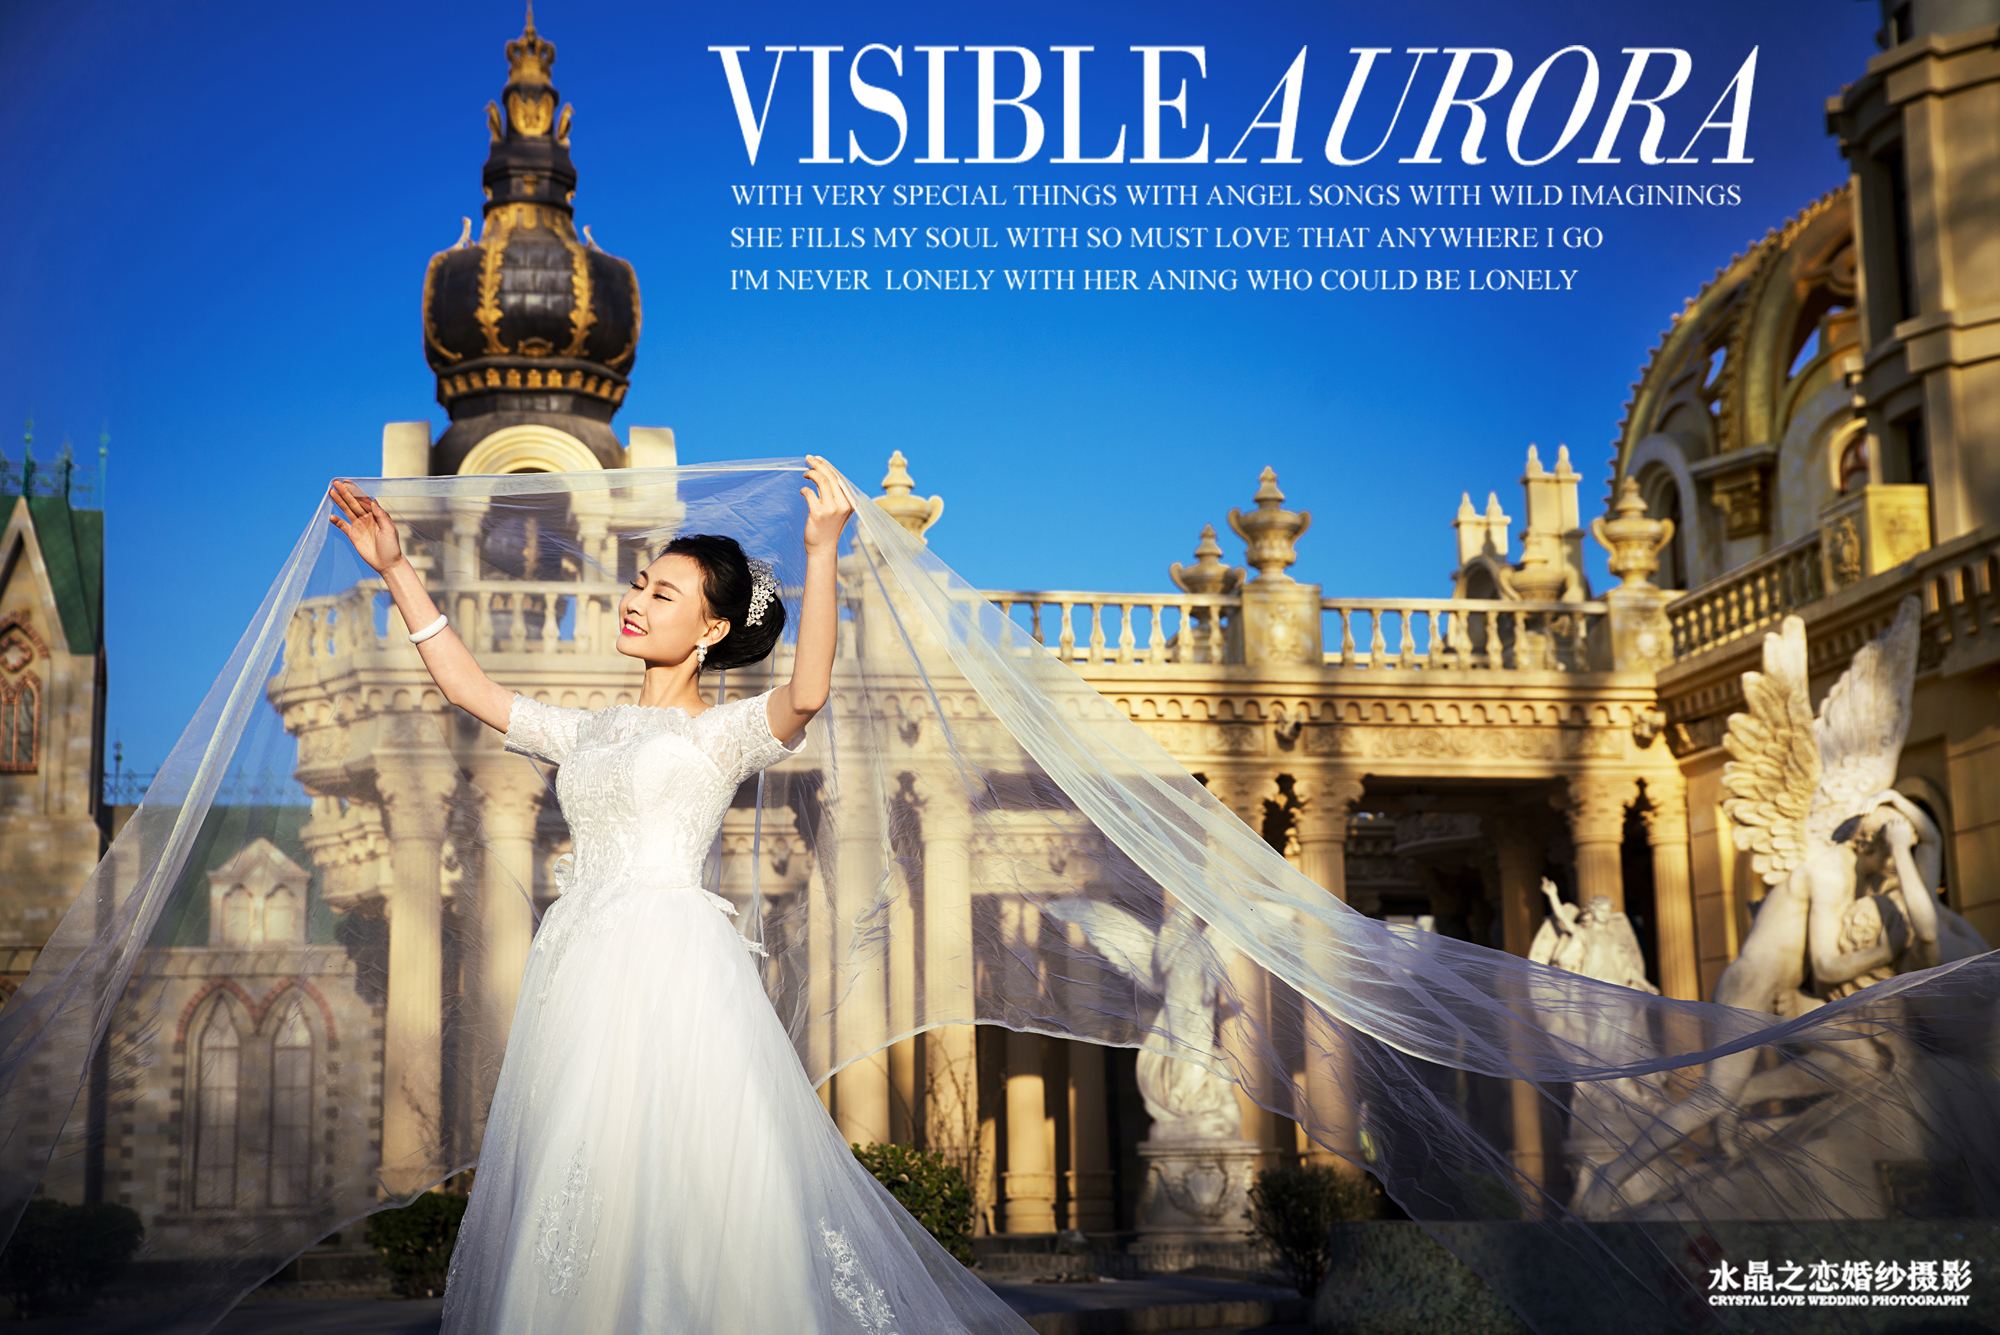 VISIBLE AURORA
WITH VERY SPECIAL THINGS WITH ANGEL SONGS WITH WILD IMAGININGS
SHE FILLS MY SOUL WITH SO MUST LOVE THAT ANYWHERE I GO
I'M NEVER LONELY WITH HER ANING WHO COULD BE LONELY
水晶之恋婚纱摄影
CRYSTAL LOVE WEDDING PHOTOGRAPHY